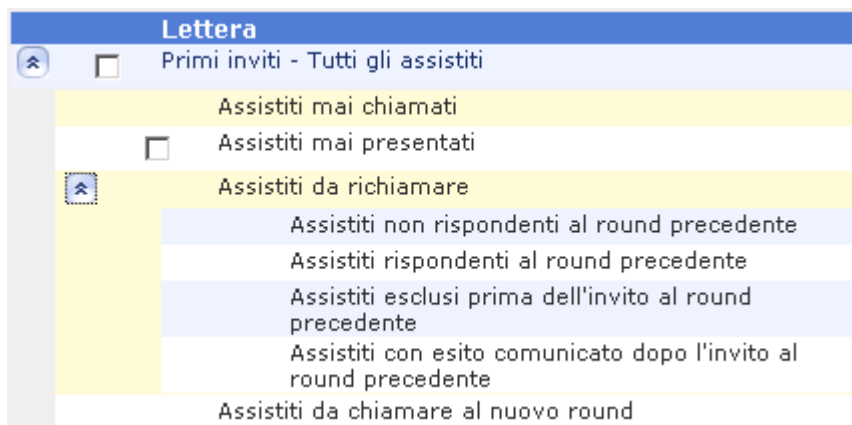 Lettera
Primi inviti - Tutti gli assistiti
Assistiti mai chiamati
Assistiti mai presentati
Assistiti da richiamare
Assistiti non rispondenti al round precedente
Assistiti rispondenti al round precedente
Assistiti esclusi prima dell'invito al round
precedente
Assistiti con esito comunicato dopo l'invito al
round precedente
Assistiti da chiamare al nuovo round